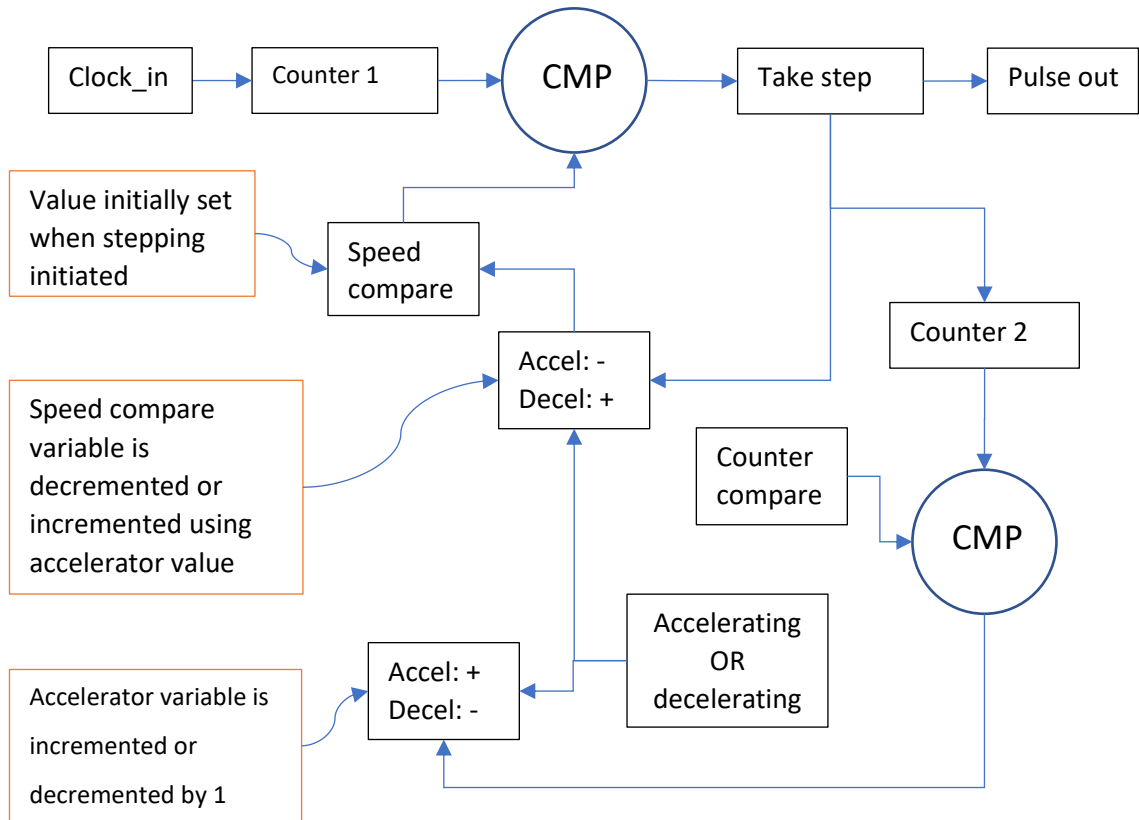 Clock_in
Counter 1
CMP
Take step
Pulse out
Value initially set
when stepping
initiated
Speed
compare
Counter 2
Accel: -
Decel: +
Speed compare
variable is
decremented or
incremented using
accelerator value
Counter
compare
CMP
Accelerating
OR
decelerating
Accel: +
Decel: -
Accelerator variable is
incremented or
decremented by 1